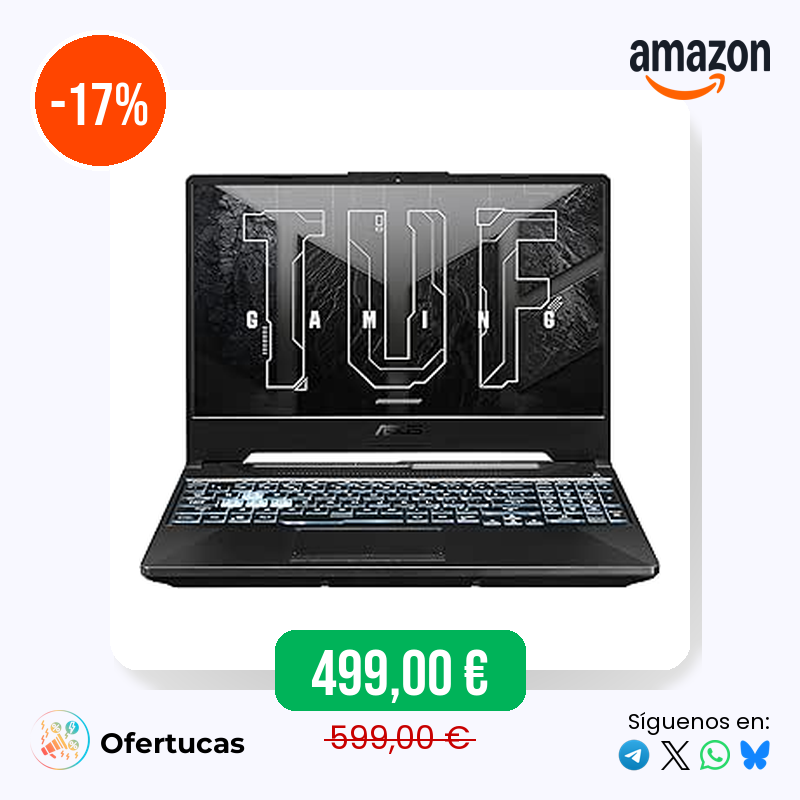 -17%
amazon
TUF
GAMING
ASUS
499,00 €
599,00 €
Ofertucas
Síguenos en: